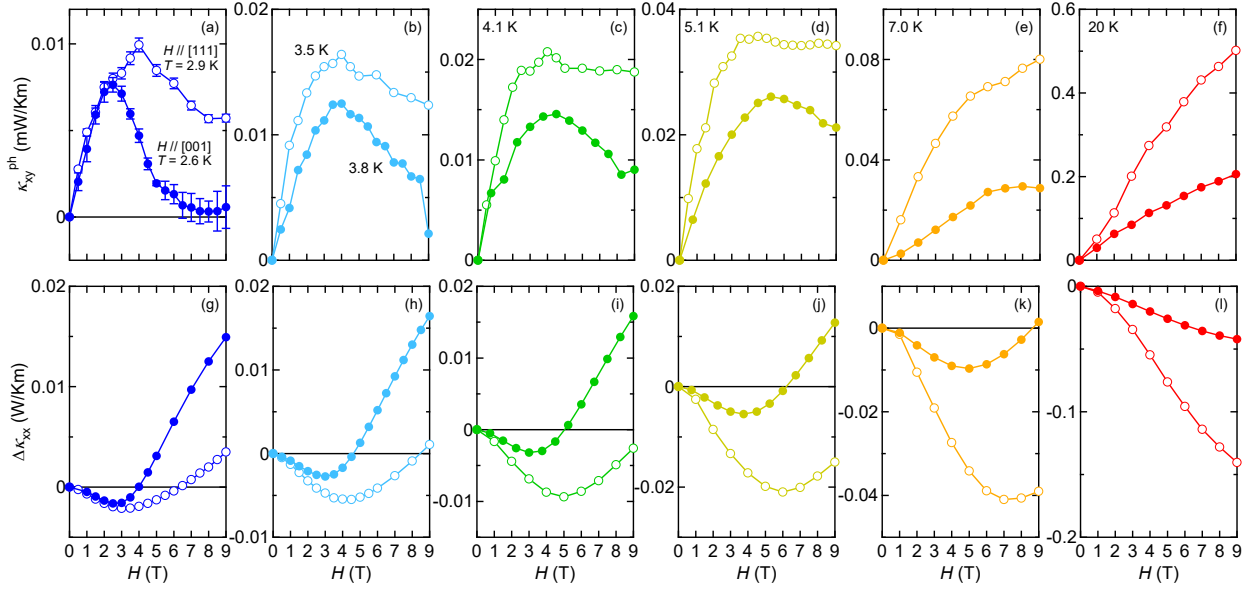 (a)
H // [111]
T = 2.9 K
H // [001]
T = 2.6 K
0.01
0
κxy^ph (mW/Km)
(b)
3.5 K
3.8 K
0.02
0.01
0
(c)
4.1 K
0.02
0.01
0
(d)
5.1 K
0.04
0.02
0
(e)
7.0 K
0.08
0.04
0
(f)
20 K
0.6
0.4
0.2
0
(g)
0.02
0.01
0
Δκxx (W/Km)
0 1 2 3 4 5 6 7 8 9
H (T)
(h)
0.02
0.01
0
-0.01
0 1 2 3 4 5 6 7 8 9
H (T)
(i)
0.02
0.01
0
-0.01
0 1 2 3 4 5 6 7 8 9
H (T)
(j)
0.02
0
-0.02
0 1 2 3 4 5 6 7 8 9
H (T)
(k)
0
-0.02
-0.04
0 1 2 3 4 5 6 7 8 9
H (T)
(l)
0
-0.1
-0.2
0 1 2 3 4 5 6 7 8 9
H (T)